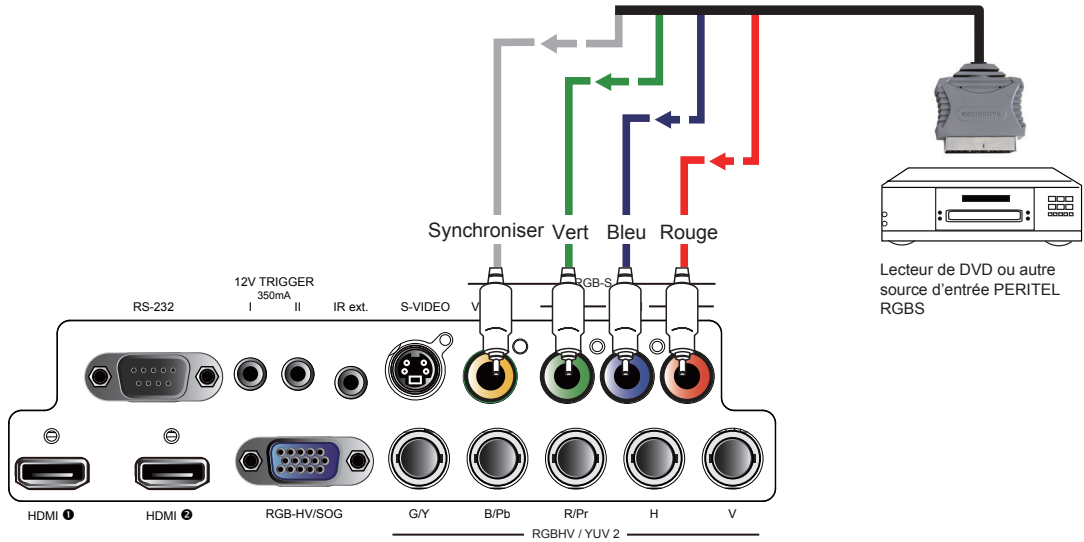 Synchroniser Vert Bleu Rouge
Lecteur de DVD ou autre
source d'entrée PERITEL
RGBS
RGB-S
12V TRIGGER
350mA
RS-232 I II IR ext. S-VIDEO V
HDMI ❶ HDMI ❷ RGB-HV/SOG G/Y B/Pb R/Pr H V
RGBHV / YUV 2